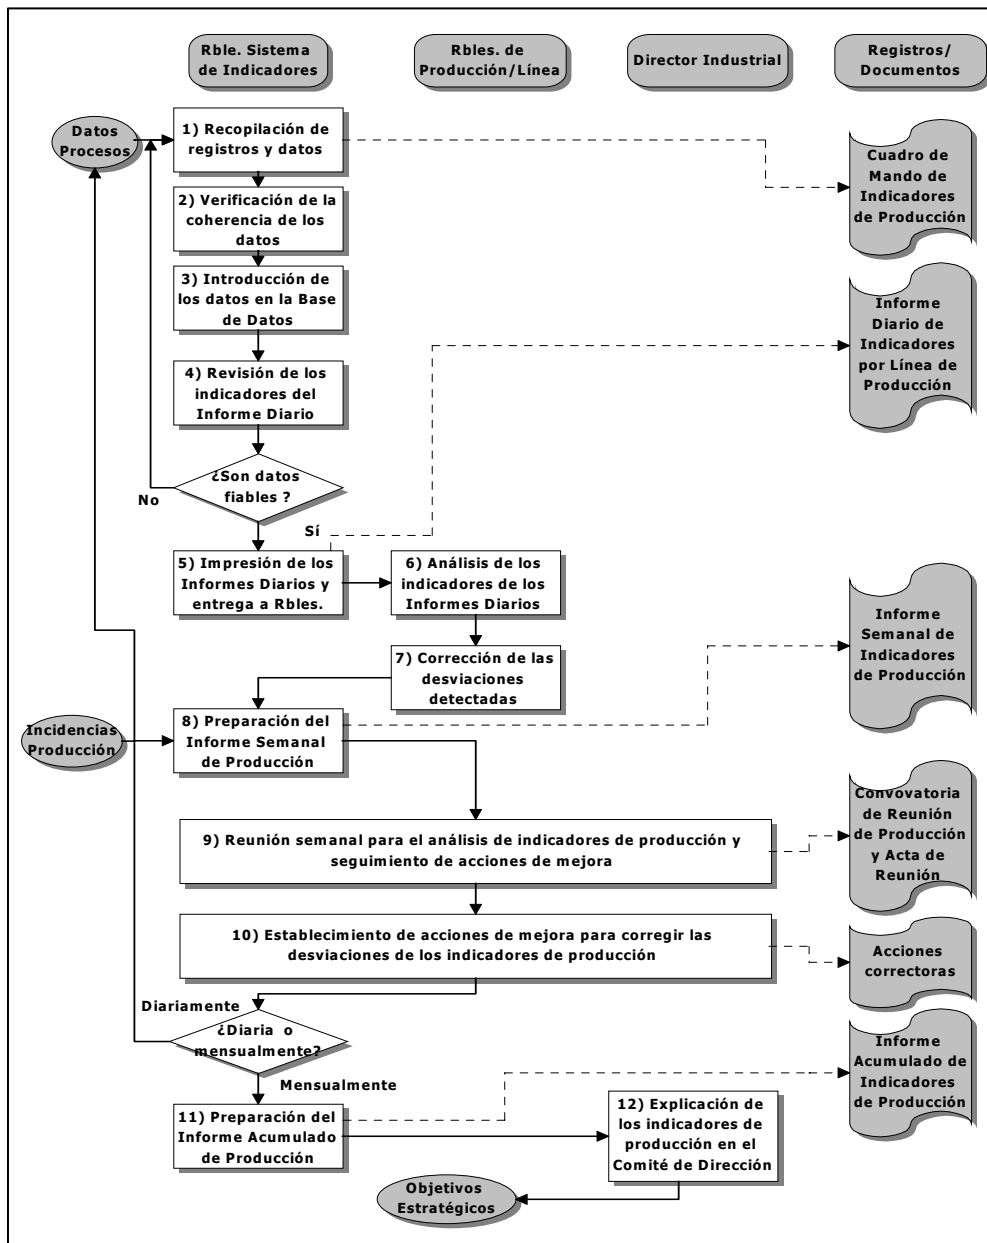 Rble. Sistema
de Indicadores
Rbles. de
Producción/Línea
Director Industrial
Registros/
Documentos
Datos
Procesos
1) Recopilación de
registros y datos
Cuadro de
Mando de
Indicadores
de Producción
2) Verificación de la
coherencia de los
datos
3) Introducción de
los datos en la Base
de Datos
Informe
Diario de
Indicadores
por Línea de
Producción
4) Revisión de los
indicadores del
Informe Diario
¿Son datos
fiables ?
No
Sí
5) Impresión de los
Informes Diarios y
entrega a Rbles.
6) Análisis de los
indicadores de los
Informes Diarios
Informe
Semanal de
Indicadores
de Producción
7) Corrección de las
desviaciones
detectadas
Incidencias
Producción
8) Preparación del
Informe Semanal
de Producción
Convovatoria
de Reunión
de Producción
y Acta de
Reunión
9) Reunión semanal para el análisis de indicadores de producción y
seguimiento de acciones de mejora
10) Establecimiento de acciones de mejora para corregir las
desviaciones de los indicadores de producción
Acciones
correctoras
Diariamente
¿Diaria o
mensualmente?
Mensualmente
Informe
Acumulado de
Indicadores
de Producción
11) Preparación del
Informe Acumulado
de Producción
12) Explicación de
los indicadores de
producción en el
Comité de Dirección
Objetivos
Estratégicos